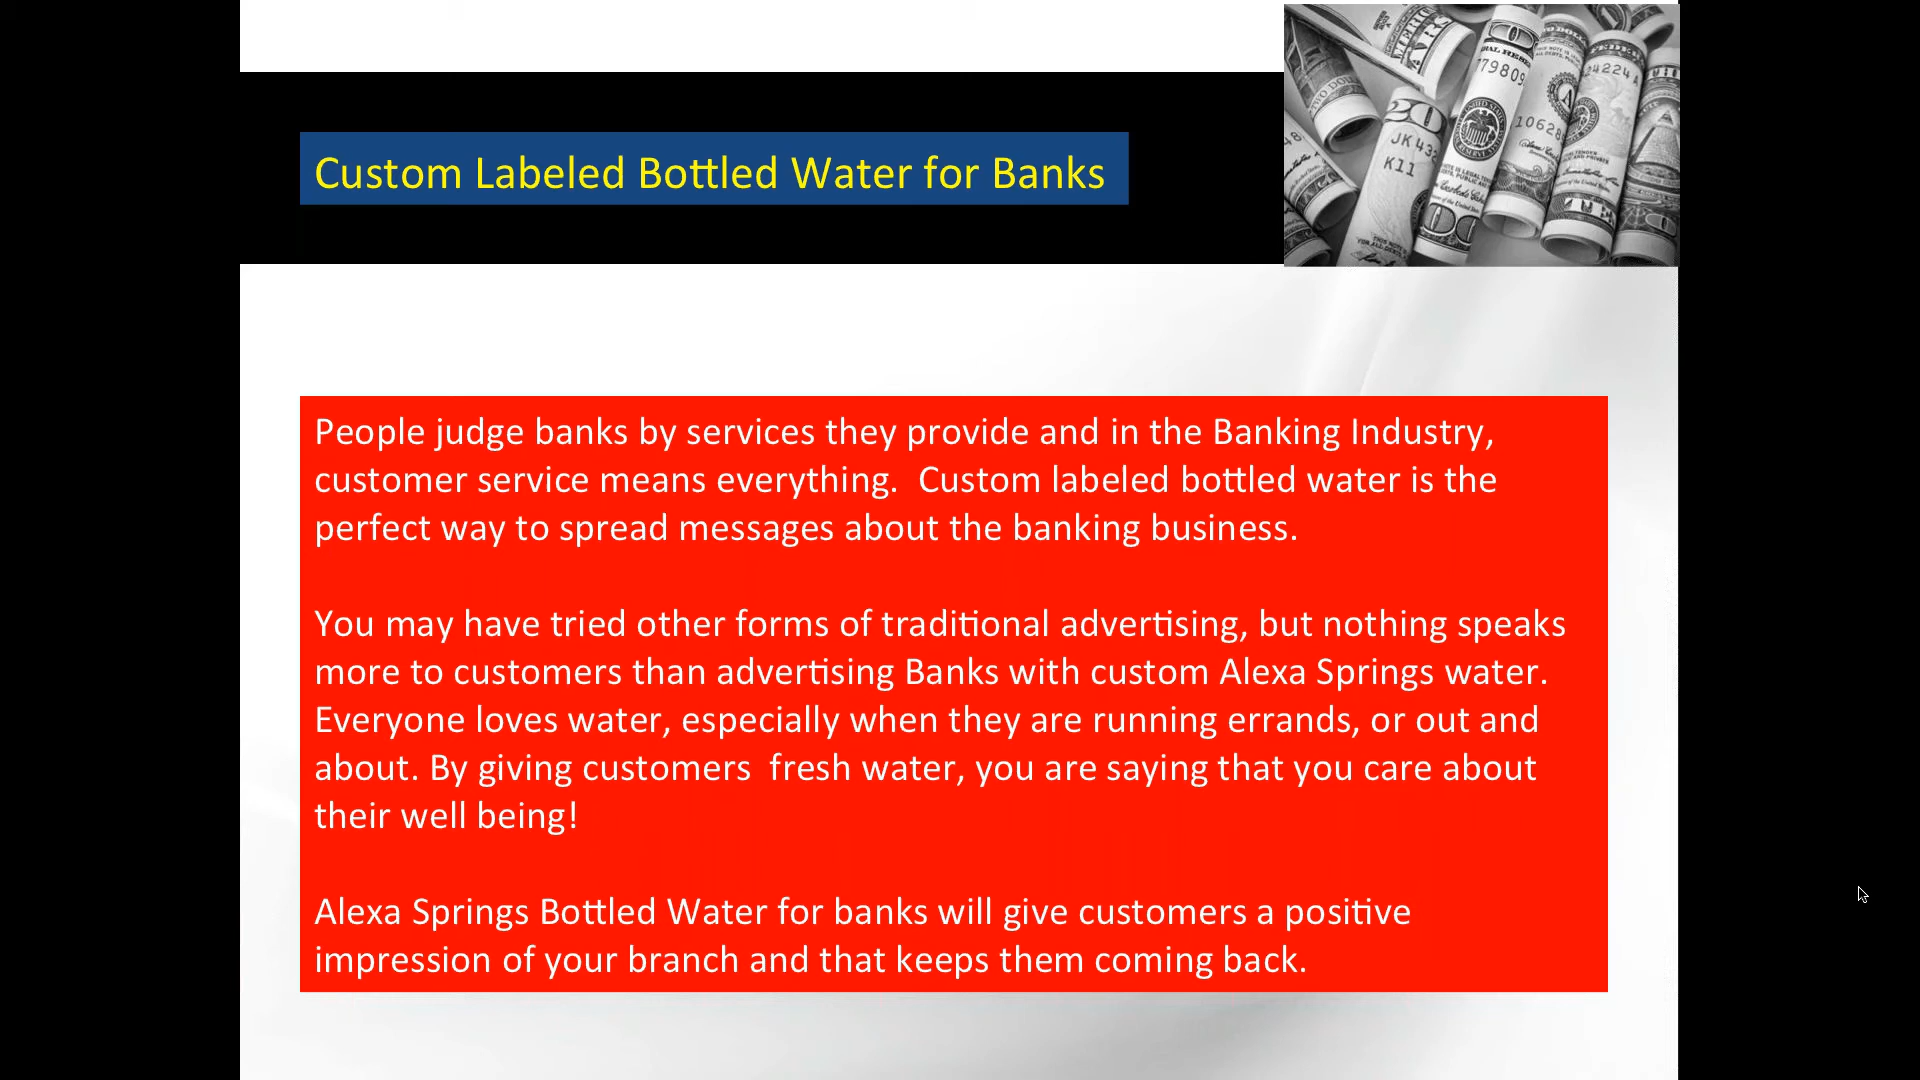 Custom Labeled Bottled Water for Banks
People judge banks by services they provide and in the Banking Industry,
customer service means everything.  Custom labeled bottled water is the
perfect way to spread messages about the banking business.
You may have tried other forms of traditional advertising, but nothing speaks
more to customers than advertising Banks with custom Alexa Springs water.
Everyone loves water, especially when they are running errands, or out and
about. By giving customers  fresh water, you are saying that you care about
their well being!
Alexa Springs Bottled Water for banks will give customers a positive
impression of your branch and that keeps them coming back.